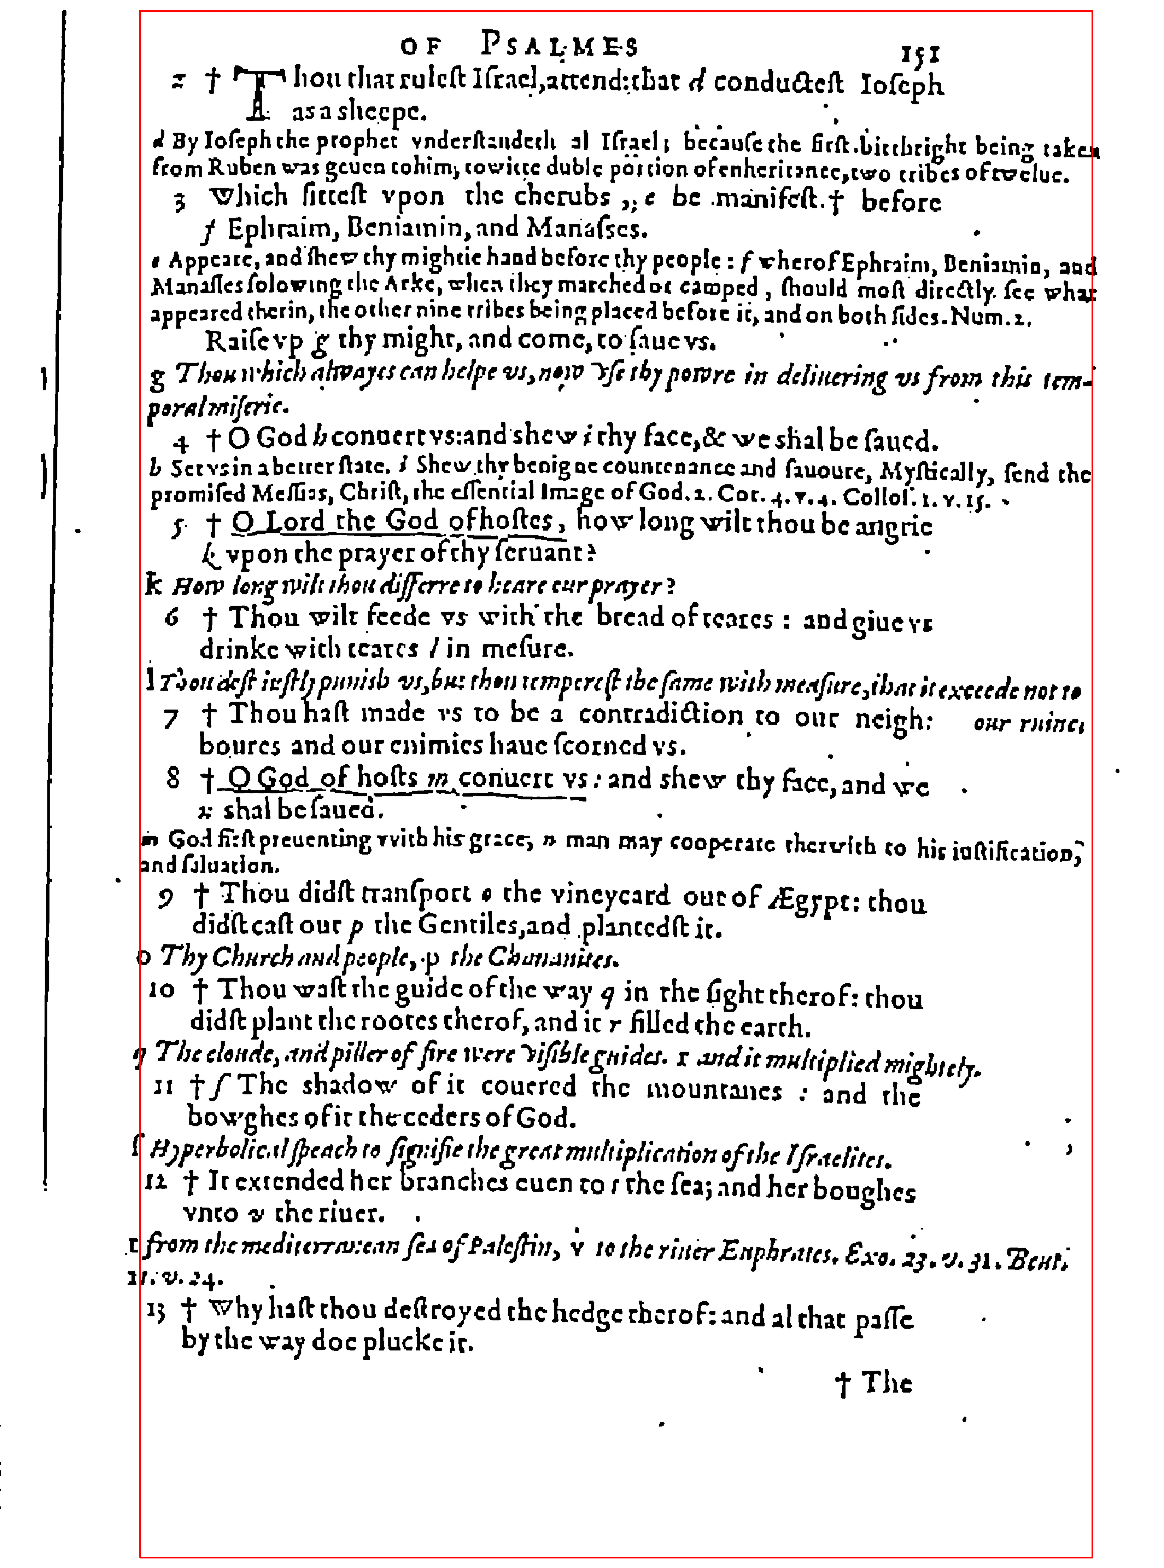 OF PSALMES 151
2 † Thou that rulest Israel, attend: that d conductest Ioseph
as a sheepe.
d By Ioseph the prophet vnderstandeth al Israel; because the first birthright being taken
from Ruben was geuen to him, to witte duble portion of enheritance, two tribes of twelue.
3 Which sittest vpon the cherubs, e be manifest. † before
f Ephraim, Beniamin, and Manasses.
e Appeare, and shew thy mightie hand before thy people: f wherof Ephraim, Beniamin, and
Manasses folowing the Arke, when they marched or camped, should most directly see what
appeared therin, the other nine tribes being placed before it, and on both sides. Num. 2.
Raise vp g thy might, and come, to saue vs.
g Thou which alwayes can helpe vs, now vse thy powre in deliuering vs from this tem-
poral miserie.
4 † O God h conuert vs: and shew i thy face, & we shal be saued.
h Set vs in a better state. i Shew thy benigne countenance and fauoure, Mystically, send the
promised Messias, Christ, the essential Image of God. 2. Cor. 4. v. 4. Collos. 1. v. 15.
5 † O Lord the God of hostes, how long wilt thou be angrie
k vpon the prayer of thy seruant?
k How long wilt thou differre to heare our prayer?
6 † Thou wilt feede vs with the bread of teares: and giue vs
drinke with teares l in mesure.
l Thou dost iustly punish vs, but thou temperest the same with measure, that it exceede not to
7 † Thou hast made vs to be a contradiction to our neigh: our ruine.
boures and our enimies haue scorned vs.
8 † O God of hosts m conuert vs: and shew thy face, and we
n shal be saued.
m God first preuenting with his grace, n man may cooperate therwith to his iustification,
and saluation.
9 † Thou didst transport o the vineyeard out of Ægypt: thou
didst cast out p the Gentiles, and plantedst it.
o Thy Church and people, p the Chananites.
10 † Thou wast the guide of the way q in the sight therof: thou
didst plant the rootes therof, and it r filled the earth.
q The cloude, and piller of fire were visible guides. r and it multiplied mightely.
11 † s The shadow of it couered the mountanes: and the
bowghes of it the ceders of God.
s Hyperbolical speach to signifie the great multiplication of the Israelites.
12 † It extended her branches euen to t the sea; and her boughes
vnto v the riuer.
t from the mediterranean sea of Palestin, v to the riuer Euphrates. Exo. 23. v. 31. Deut.
11. v. 24.
13 † Why hast thou destroyed the hedge therof: and al that passe
by the way doe plucke it.
† The